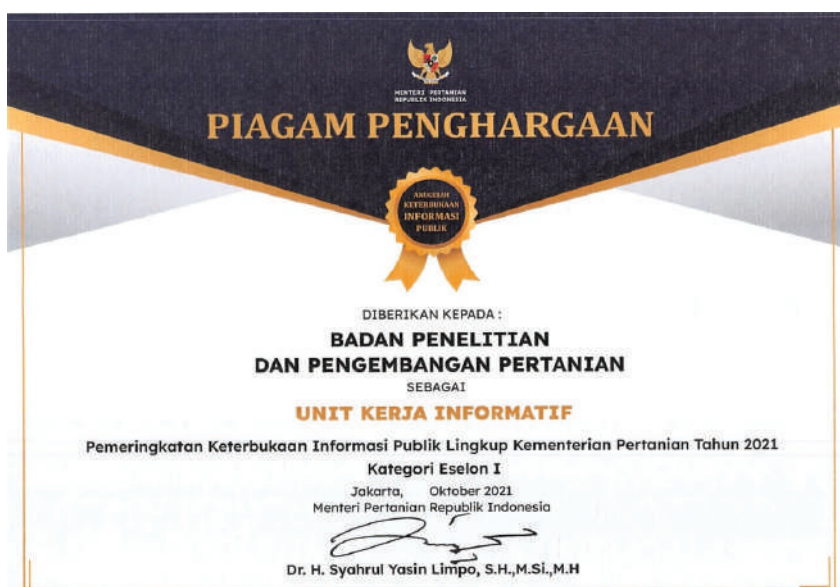 MENTERI PERTANIAN
REPUBLIK INDONESIA
PIAGAM PENGHARGAAN
ANUGERAH
KETERBUKAAN
INFORMASI
PUBLIK
DIBERIKAN KEPADA :
BADAN PENELITIAN
DAN PENGEMBANGAN PERTANIAN
SEBAGAI
UNIT KERJA INFORMATIF
Pemeringkatan Keterbukaan Informasi Publik Lingkup Kementerian Pertanian Tahun 2021
Kategori Eselon I
Jakarta, Oktober 2021
Menteri Pertanian Republik Indonesia
Dr. H. Syahrul Yasin Limpo, S.H.,M.Si.,M.H